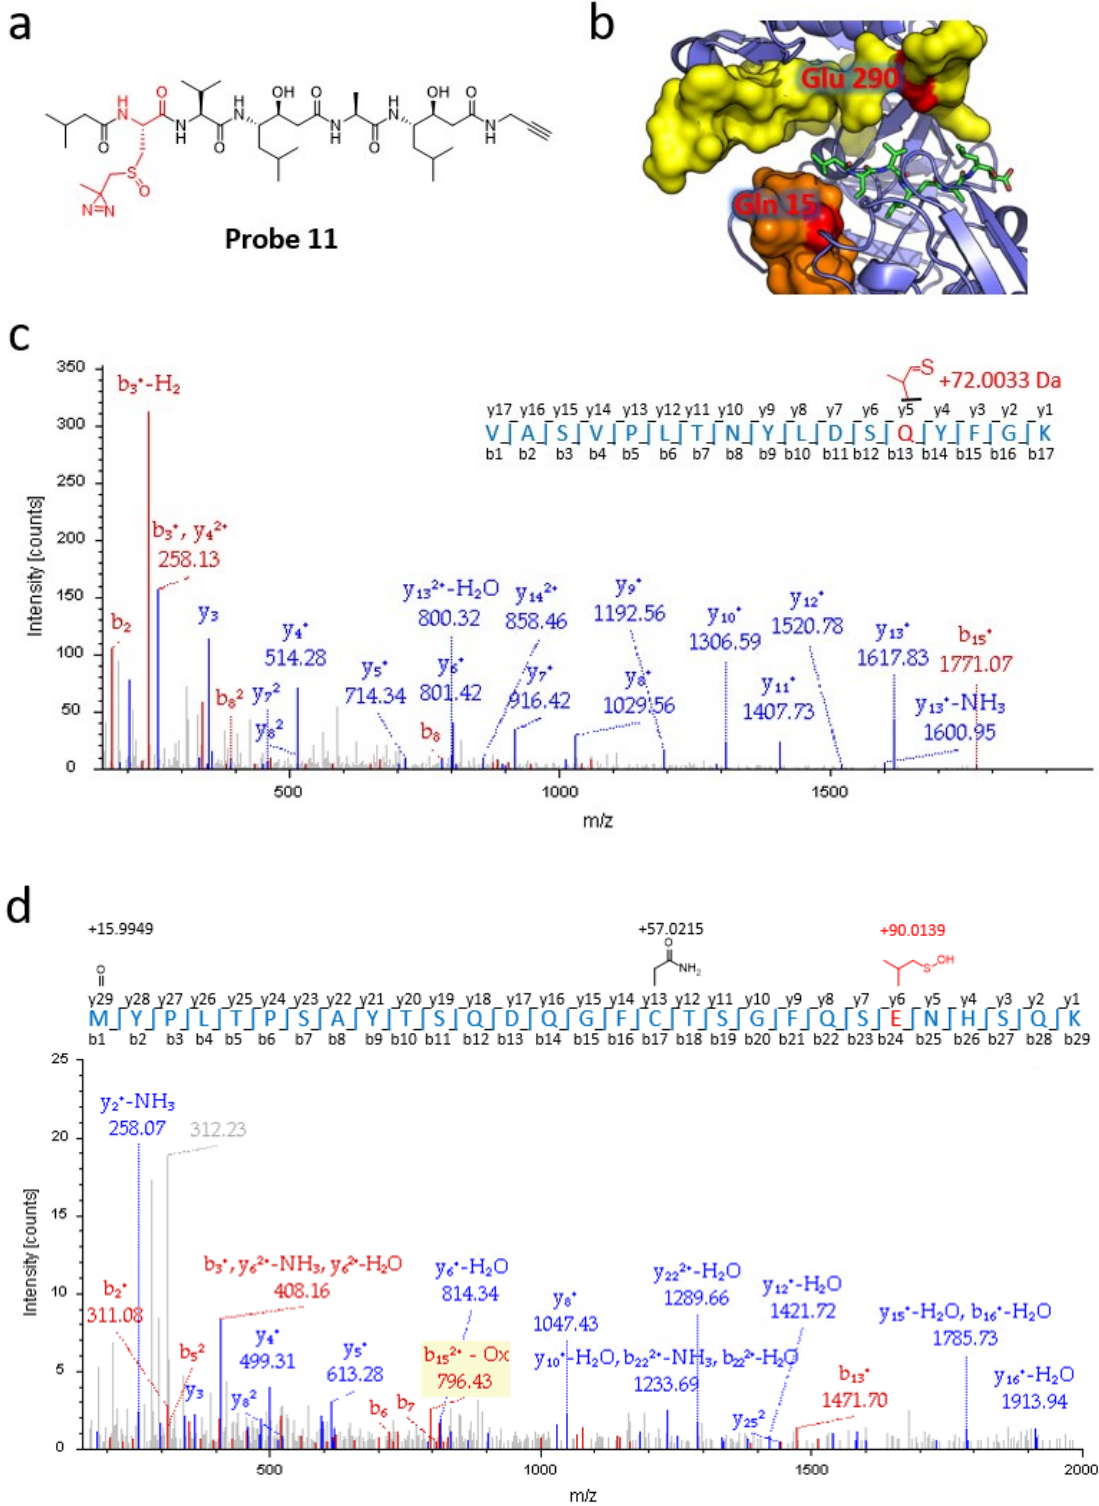 a
b
H
N
O
H
N
OH
O
H
N
OH
O
O
N
H
O
N
H
O
N
H
S
O
N=N
Probe 11
Glu 290
Gln 15
c
350
300
250
200
150
100
50
0
Intensity [counts]
b₃⁺-H₂
b₃⁺, y₄²⁺
258.13
b₂
y₃
y₄⁺
514.28
b₈²
y₇²
y₈²
y₅⁺
714.34
y₁₃²⁺-H₂O
800.32
y₆⁺
801.42
b₈
y₁₄²⁺
858.46
y₇⁺
916.42
y₉⁺
1192.56
y₈⁺
1029.56
y₁₀⁺
1306.59
y₁₂⁺
1520.78
y₁₁⁺
1407.73
y₁₃⁺
1617.83
b₁₅⁺
1771.07
y₁₃⁺-NH₃
1600.95
S
+72.0033 Da
y17 y16 y15 y14 y13 y12 y11 y10 y9 y8 y7 y6 y5 y4 y3 y2 y1
V A S V P L T N Y L D S Q Y F G K
b1 b2 b3 b4 b5 b6 b7 b8 b9 b10 b11 b12 b13 b14 b15 b16 b17
500 1000 1500
m/z
d
+15.9949 +57.0215 +90.0139
O
O
NH₂
S
OH
y29 y28 y27 y26 y25 y24 y23 y22 y21 y20 y19 y18 y17 y16 y15 y14 y13 y12 y11 y10 y9 y8 y7 y6 y5 y4 y3 y2 y1
M Y P L T P S A Y T S Q D Q G F C T S G F Q S E N H S Q K
b1 b2 b3 b4 b5 b6 b7 b8 b9 b10 b11 b12 b13 b14 b15 b16 b17 b18 b19 b20 b21 b22 b23 b24 b25 b26 b27 b28 b29
25
20
15
10
5
0
Intensity [counts]
y₂⁺-NH₃
258.07
312.23
b₂⁺
311.08
b₅²
y₃
b₃⁺, y₆²⁺-NH₃, y₆²⁺-H₂O
408.16
y₄⁺
499.31
y₈²
y₅⁺
613.28
b₆
b₇
y₆⁺-H₂O
814.34
b₁₅²⁺ - Ox
796.43
y₈⁺
1047.43
y₁₀⁺-H₂O, b₂₂²⁺-NH₃, b₂₂²⁺-H₂O
1233.69
y₂₂²⁺-H₂O
1289.66
y₁₂⁺-H₂O
1421.72
y₂₅²
b₁₃⁺
1471.70
y₁₅⁺-H₂O, b₁₆⁺-H₂O
1785.73
y₁₆⁺-H₂O
1913.94
500 1000 1500 2000
m/z